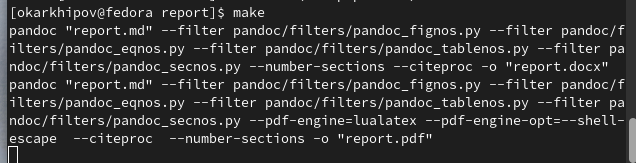 [okarkhipov@fedora report]$ make
pandoc "report.md" --filter pandoc/filters/pandoc_fignos.py --filter pandoc/f
ilters/pandoc_eqnos.py --filter pandoc/filters/pandoc_tablenos.py --filter pa
ndoc/filters/pandoc_secnos.py --number-sections --citeproc -o "report.docx"
pandoc "report.md" --filter pandoc/filters/pandoc_fignos.py --filter pandoc/f
ilters/pandoc_eqnos.py --filter pandoc/filters/pandoc_tablenos.py --filter pa
ndoc/filters/pandoc_secnos.py --pdf-engine=lualatex --pdf-engine-opt=--shell-
escape  --citeproc  --number-sections -o "report.pdf"